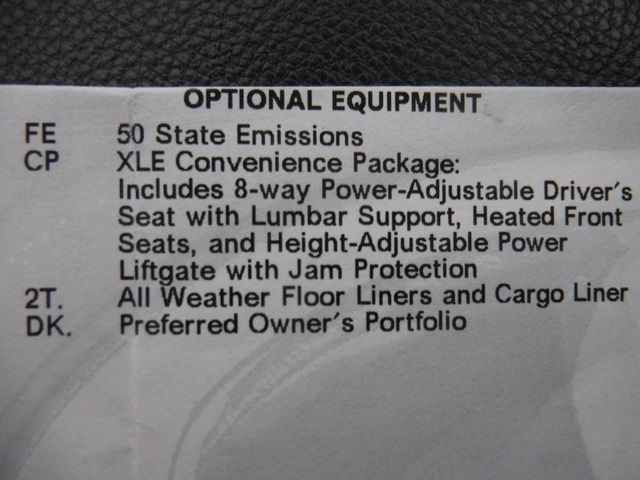 OPTIONAL EQUIPMENT
FE 50 State Emissions
CP XLE Convenience Package:
Includes 8-way Power-Adjustable Driver's
Seat with Lumbar Support, Heated Front
Seats, and Height-Adjustable Power
Liftgate with Jam Protection
2T. All Weather Floor Liners and Cargo Liner
DK. Preferred Owner's Portfolio